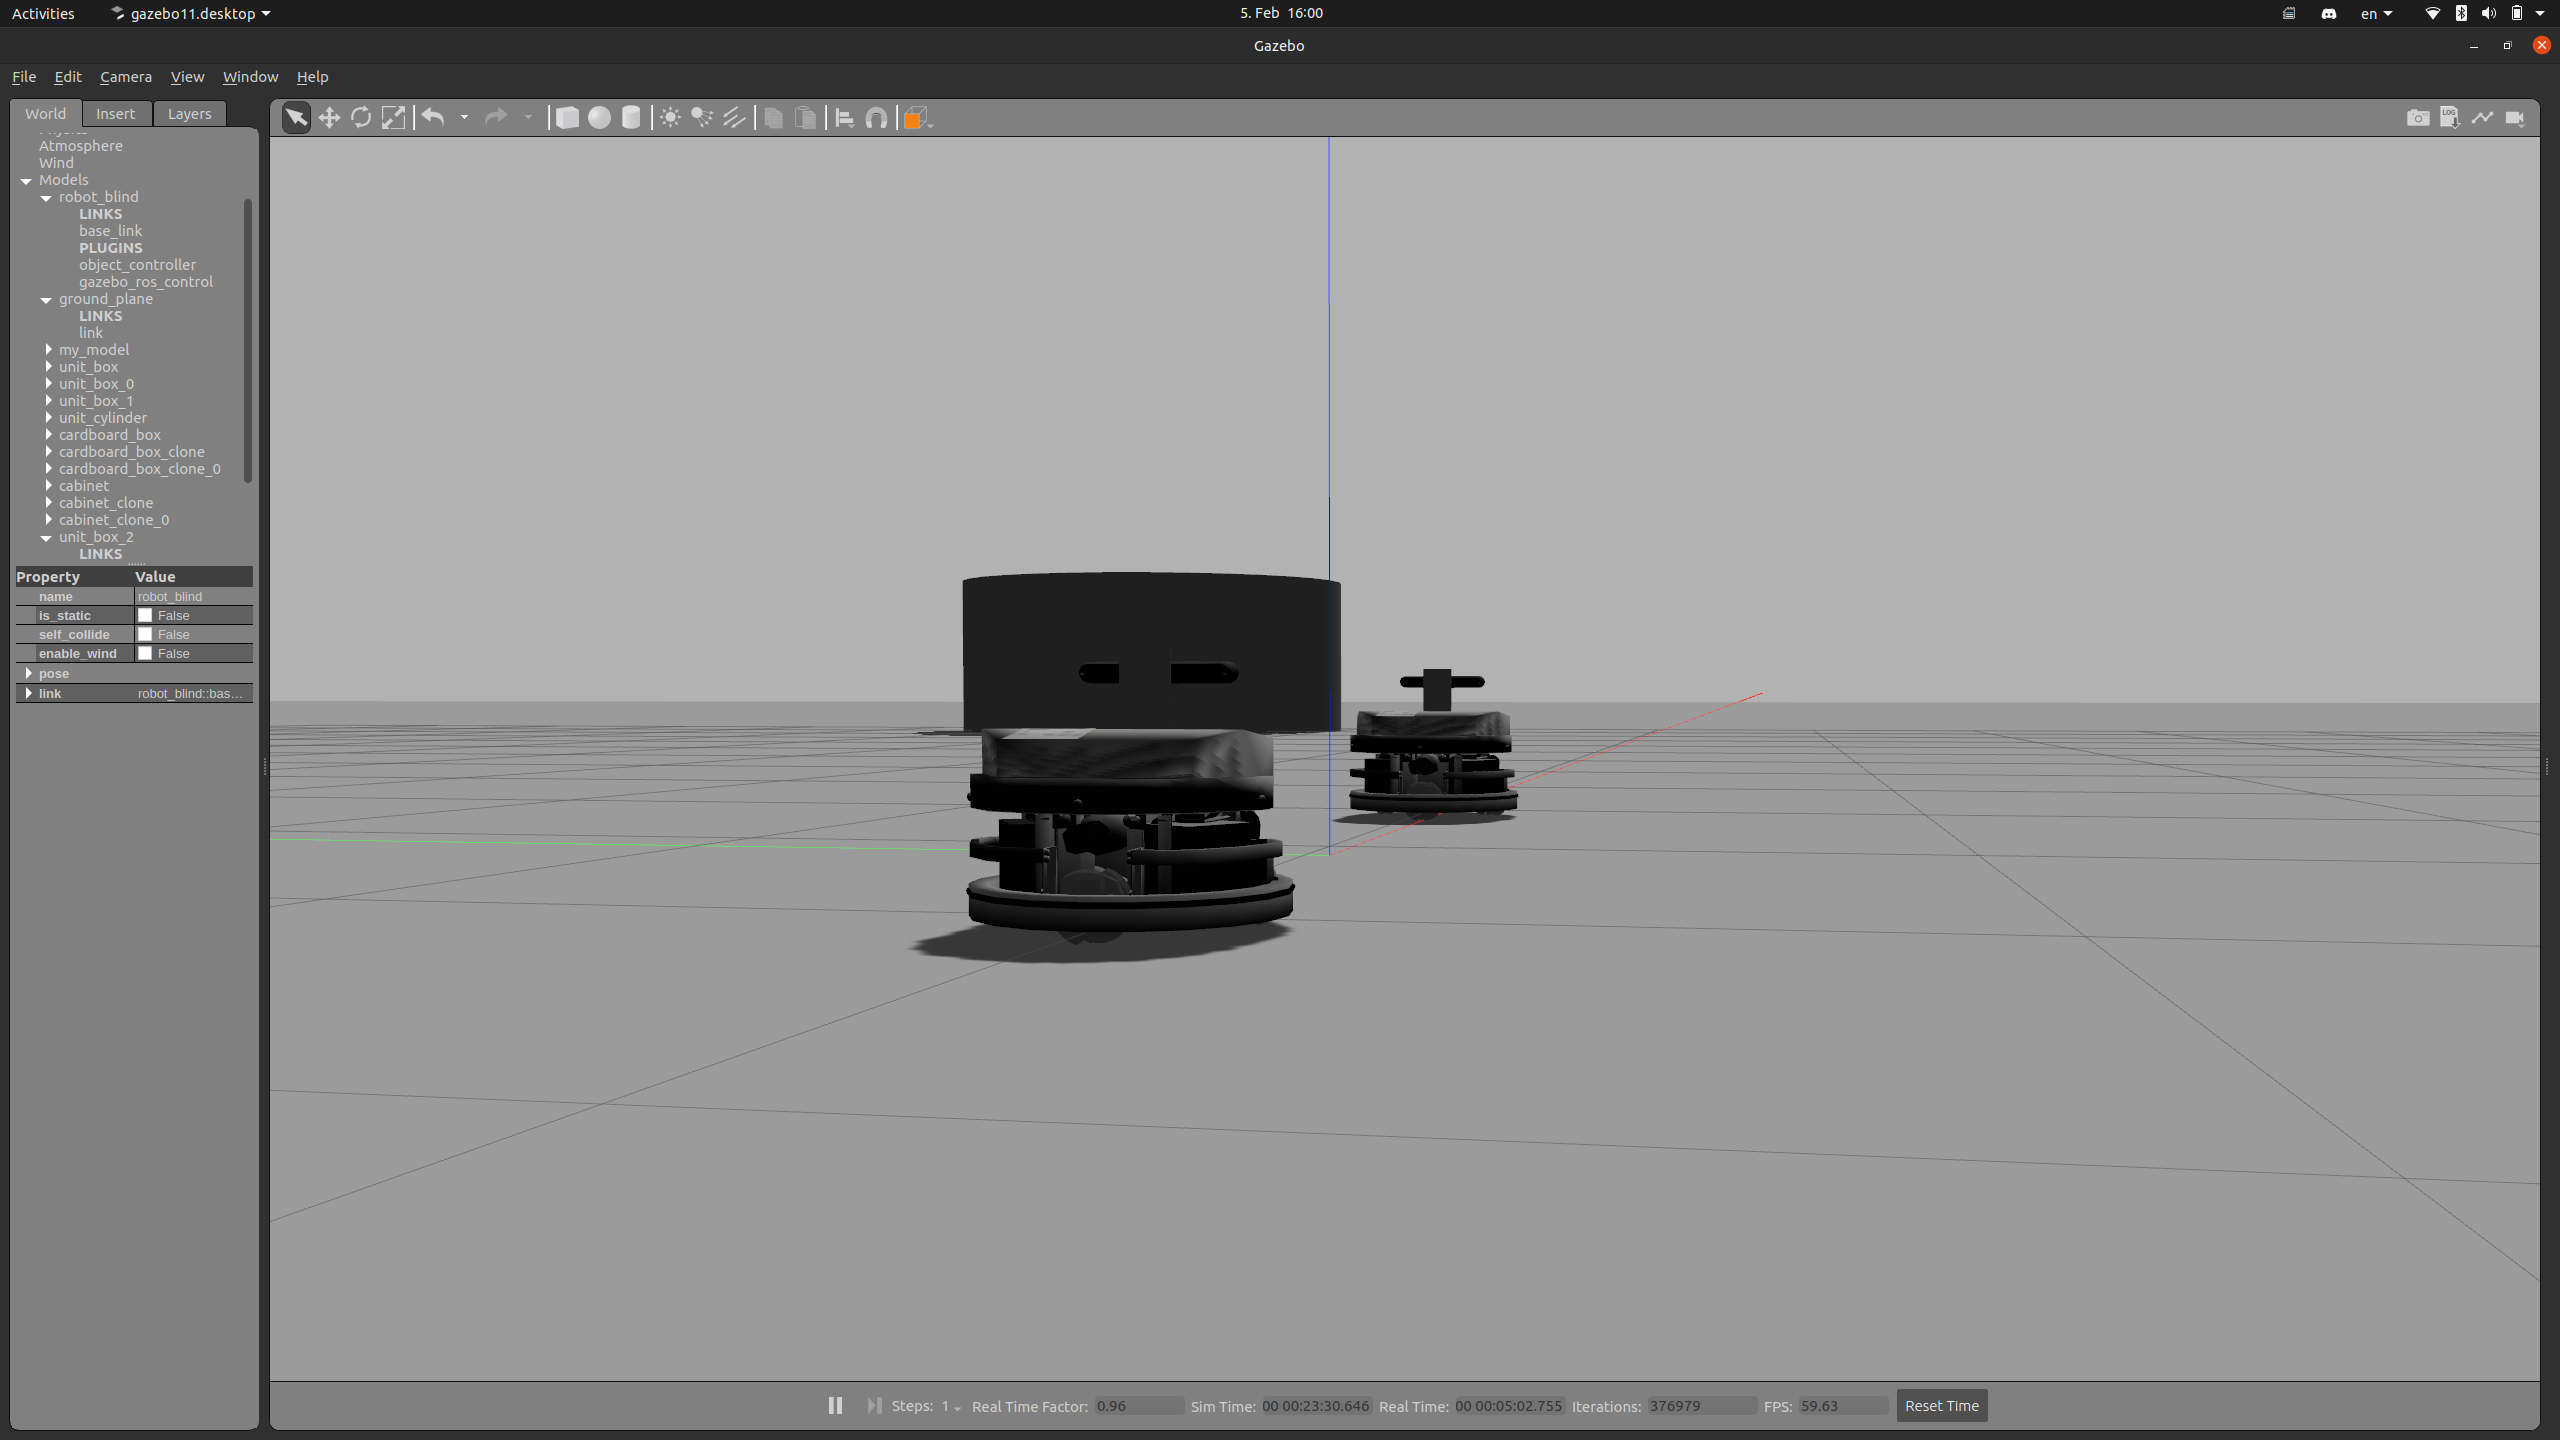 Activities gazebo11.desktop 5. Feb 16:00 en
Gazebo
File Edit Camera View Window Help
World Insert Layers
Physics
Atmosphere
Wind
Models
robot_blind
LINKS
base_link
PLUGINS
object_controller
gazebo_ros_control
ground_plane
LINKS
link
my_model
unit_box
unit_box_0
unit_box_1
unit_cylinder
cardboard_box
cardboard_box_clone
cardboard_box_clone_0
cabinet
cabinet_clone
cabinet_clone_0
unit_box_2
LINKS
Property Value
name robot_blind
is_static False
self_collide False
enable_wind False
pose
link robot_blind::bas...
LOG
Steps: 1 Real Time Factor: 0.96 Sim Time: 00 00:23:30.646 Real Time: 00 00:05:02.755 Iterations: 376979 FPS: 59.63 Reset Time